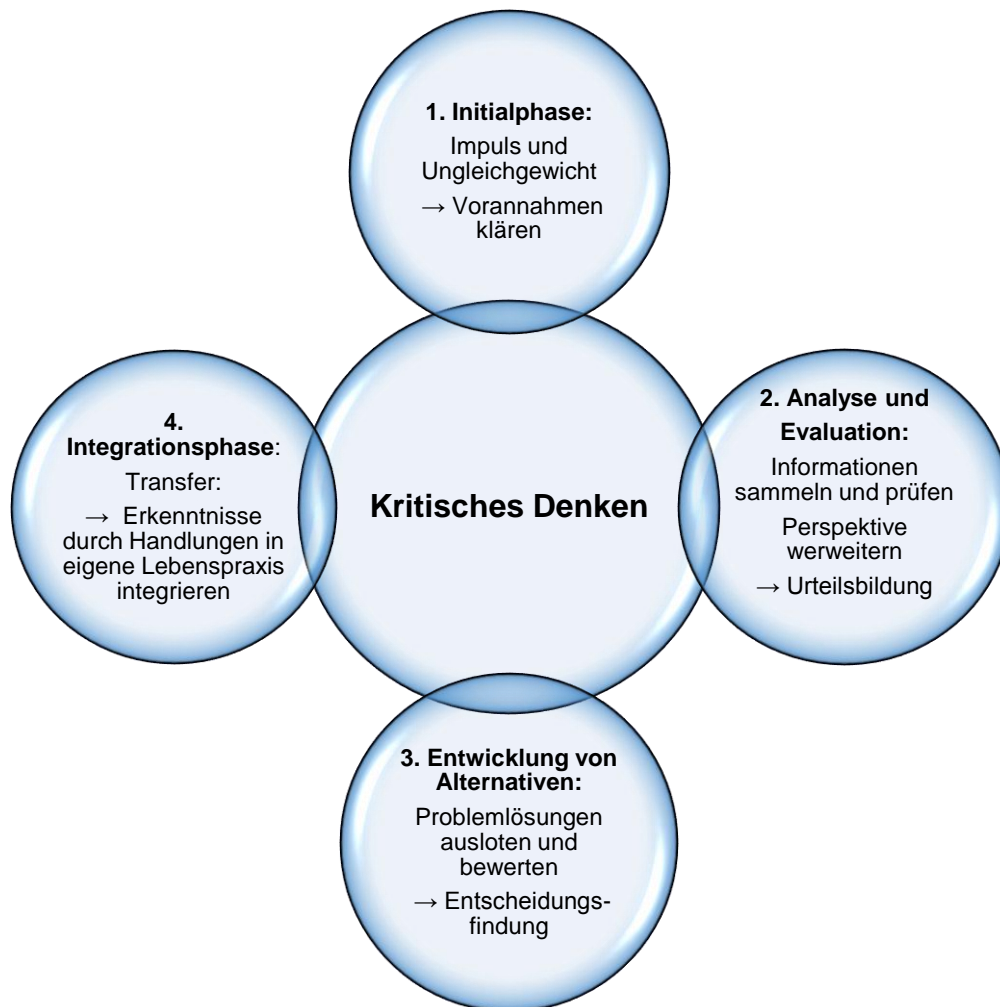 1. Initialphase:
Impuls und
Ungleichgewicht
→ Vorannahmen
klären
2. Analyse und
Evaluation:
Informationen
sammeln und prüfen
Perspektive
werweitern
→ Urteilsbildung
Kritisches Denken
3. Entwicklung von
Alternativen:
Problemlösungen
ausloten und
bewerten
→ Entscheidungs-
findung
4.
Integrationsphase:
Transfer:
→ Erkenntnisse
durch Handlungen in
eigene Lebenspraxis
integrieren